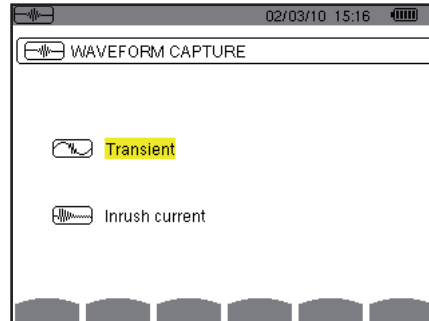 02/03/10 15:16
WAVEFORM CAPTURE
Transient
Inrush current